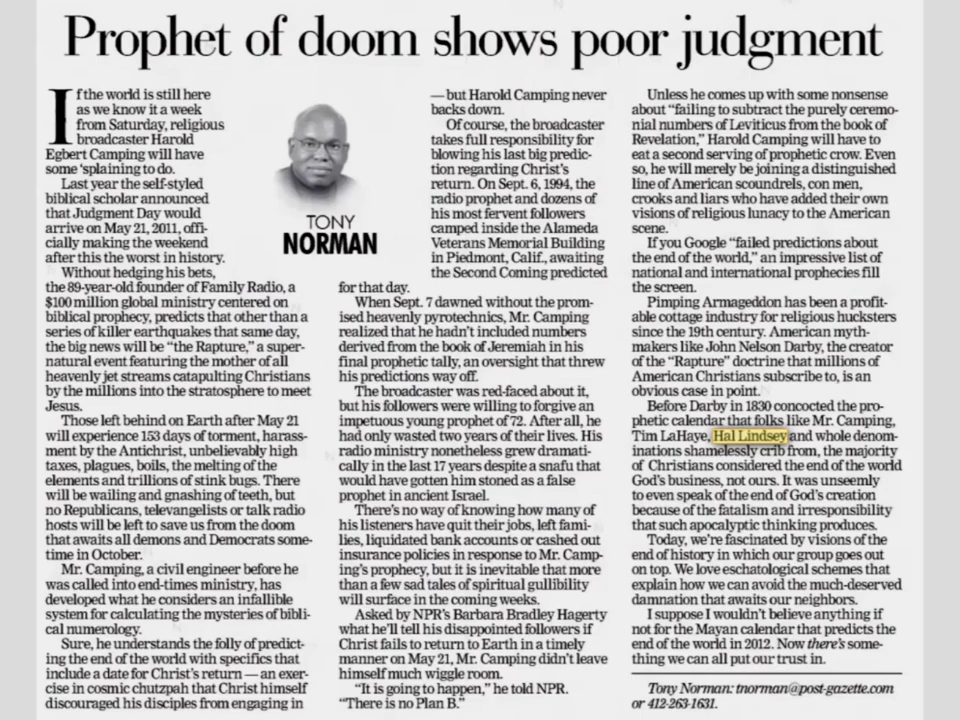 Prophet of doom shows poor judgment
If the world is still here
as we know it a week
from Saturday, religious
broadcaster Harold
Egbert Camping will have
some 'splaining to do.
Last year the self-styled
biblical scholar announced
that Judgment Day would
arrive on May 21, 2011, offi-
cially making the weekend
after this the worst in history.
Without hedging his bets,
the 89-year-old founder of Family Radio, a
$100 million global ministry centered on
biblical prophecy, predicts that other than a
series of killer earthquakes that same day,
the big news will be "the Rapture," a super-
natural event featuring the mother of all
heavenly jet streams catapulting Christians
by the millions into the stratosphere to meet
Jesus.
Those left behind on Earth after May 21
will experience 153 days of torment, harass-
ment by the Antichrist, unbelievably high
taxes, plagues, boils, the melting of the
elements and trillions of stink bugs. There
will be wailing and gnashing of teeth, but
no Republicans, televangelists or talk radio
hosts will be left to save us from the doom
that awaits all demons and Democrats some-
time in October.
Mr. Camping, a civil engineer before he
was called into end-times ministry, has
developed what he considers an infallible
system for calculating the mysteries of bibli-
cal numerology.
Sure, he understands the folly of predict-
ing the end of the world with specifics that
include a date for Christ's return — an exer-
cise in cosmic chutzpah that Christ himself
discouraged his disciples from engaging in
TONY
NORMAN
— but Harold Camping never
backs down.
Of course, the broadcaster
takes full responsibility for
blowing his last big predic-
tion regarding Christ's
return. On Sept. 6, 1994, the
radio prophet and dozens of
his most fervent followers
camped inside the Alameda
Veterans Memorial Building
in Piedmont, Calif., awaiting
the Second Coming predicted
for that day.
When Sept. 7 dawned without the prom-
ised heavenly pyrotechnics, Mr. Camping
realized that he hadn't included numbers
derived from the book of Jeremiah in his
final prophetic tally, an oversight that threw
his predictions way off.
The broadcaster was red-faced about it,
but his followers were willing to forgive an
impetuous young prophet of 72. After all, he
had only wasted two years of their lives. His
radio ministry nonetheless grew dramati-
cally in the last 17 years despite a snafu that
would have gotten him stoned as a false
prophet in ancient Israel.
There's no way of knowing how many of
his listeners have quit their jobs, left fami-
lies, liquidated bank accounts or cashed out
insurance policies in response to Mr. Camp-
ing's prophecy, but it is inevitable that more
than a few sad tales of spiritual gullibility
will surface in the coming weeks.
Asked by NPR's Barbara Bradley Hagerty
what he'll tell his disappointed followers if
Christ fails to return to Earth in a timely
manner on May 21, Mr. Camping didn't leave
himself much wiggle room.
"It is going to happen," he told NPR.
"There is no Plan B."
Unless he comes up with some nonsense
about "failing to subtract the purely ceremo-
nial numbers of Leviticus from the book of
Revelation," Harold Camping will have to
eat a second serving of prophetic crow. Even
so, he will merely be joining a distinguished
line of American scoundrels, con men,
crooks and liars who have added their own
visions of religious lunacy to the American
scene.
If you Google "failed predictions about
the end of the world," an impressive list of
national and international prophecies fill
the screen.
Pimping Armageddon has been a profit-
able cottage industry for religious hucksters
since the 19th century. American myth-
makers like John Nelson Darby, the creator
of the "Rapture" doctrine that millions of
American Christians subscribe to, is an
obvious case in point.
Before Darby in 1830 concocted the pro-
phetic calendar that folks like Mr. Camping,
Tim LaHaye, Hal Lindsey and whole denom-
inations shamelessly crib from, the majority
of Christians considered the end of the world
God's business, not ours. It was unseemly
to even speak of the end of God's creation
because of the fatalism and irresponsibility
that such apocalyptic thinking produces.
Today, we're fascinated by visions of the
end of history in which our group goes out
on top. We love eschatological schemes that
explain how we can avoid the much-deserved
damnation that awaits our neighbors.
I suppose I wouldn't believe anything if
not for the Mayan calendar that predicts the
end of the world in 2012. Now there's some-
thing we can all put our trust in.
Tony Norman: tnorman@post-gazette.com
or 412-263-1631.